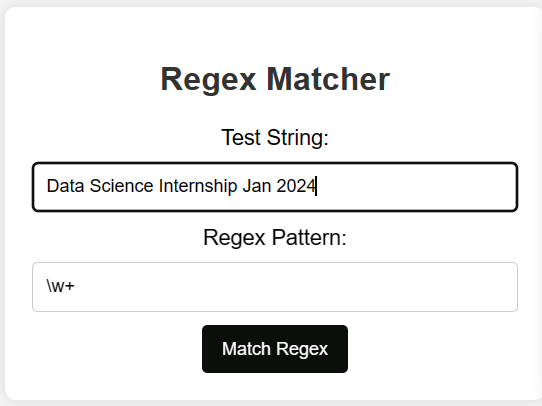 Regex Matcher
Test String:
Data Science Internship Jan 2024
Regex Pattern:
\w+
Match Regex